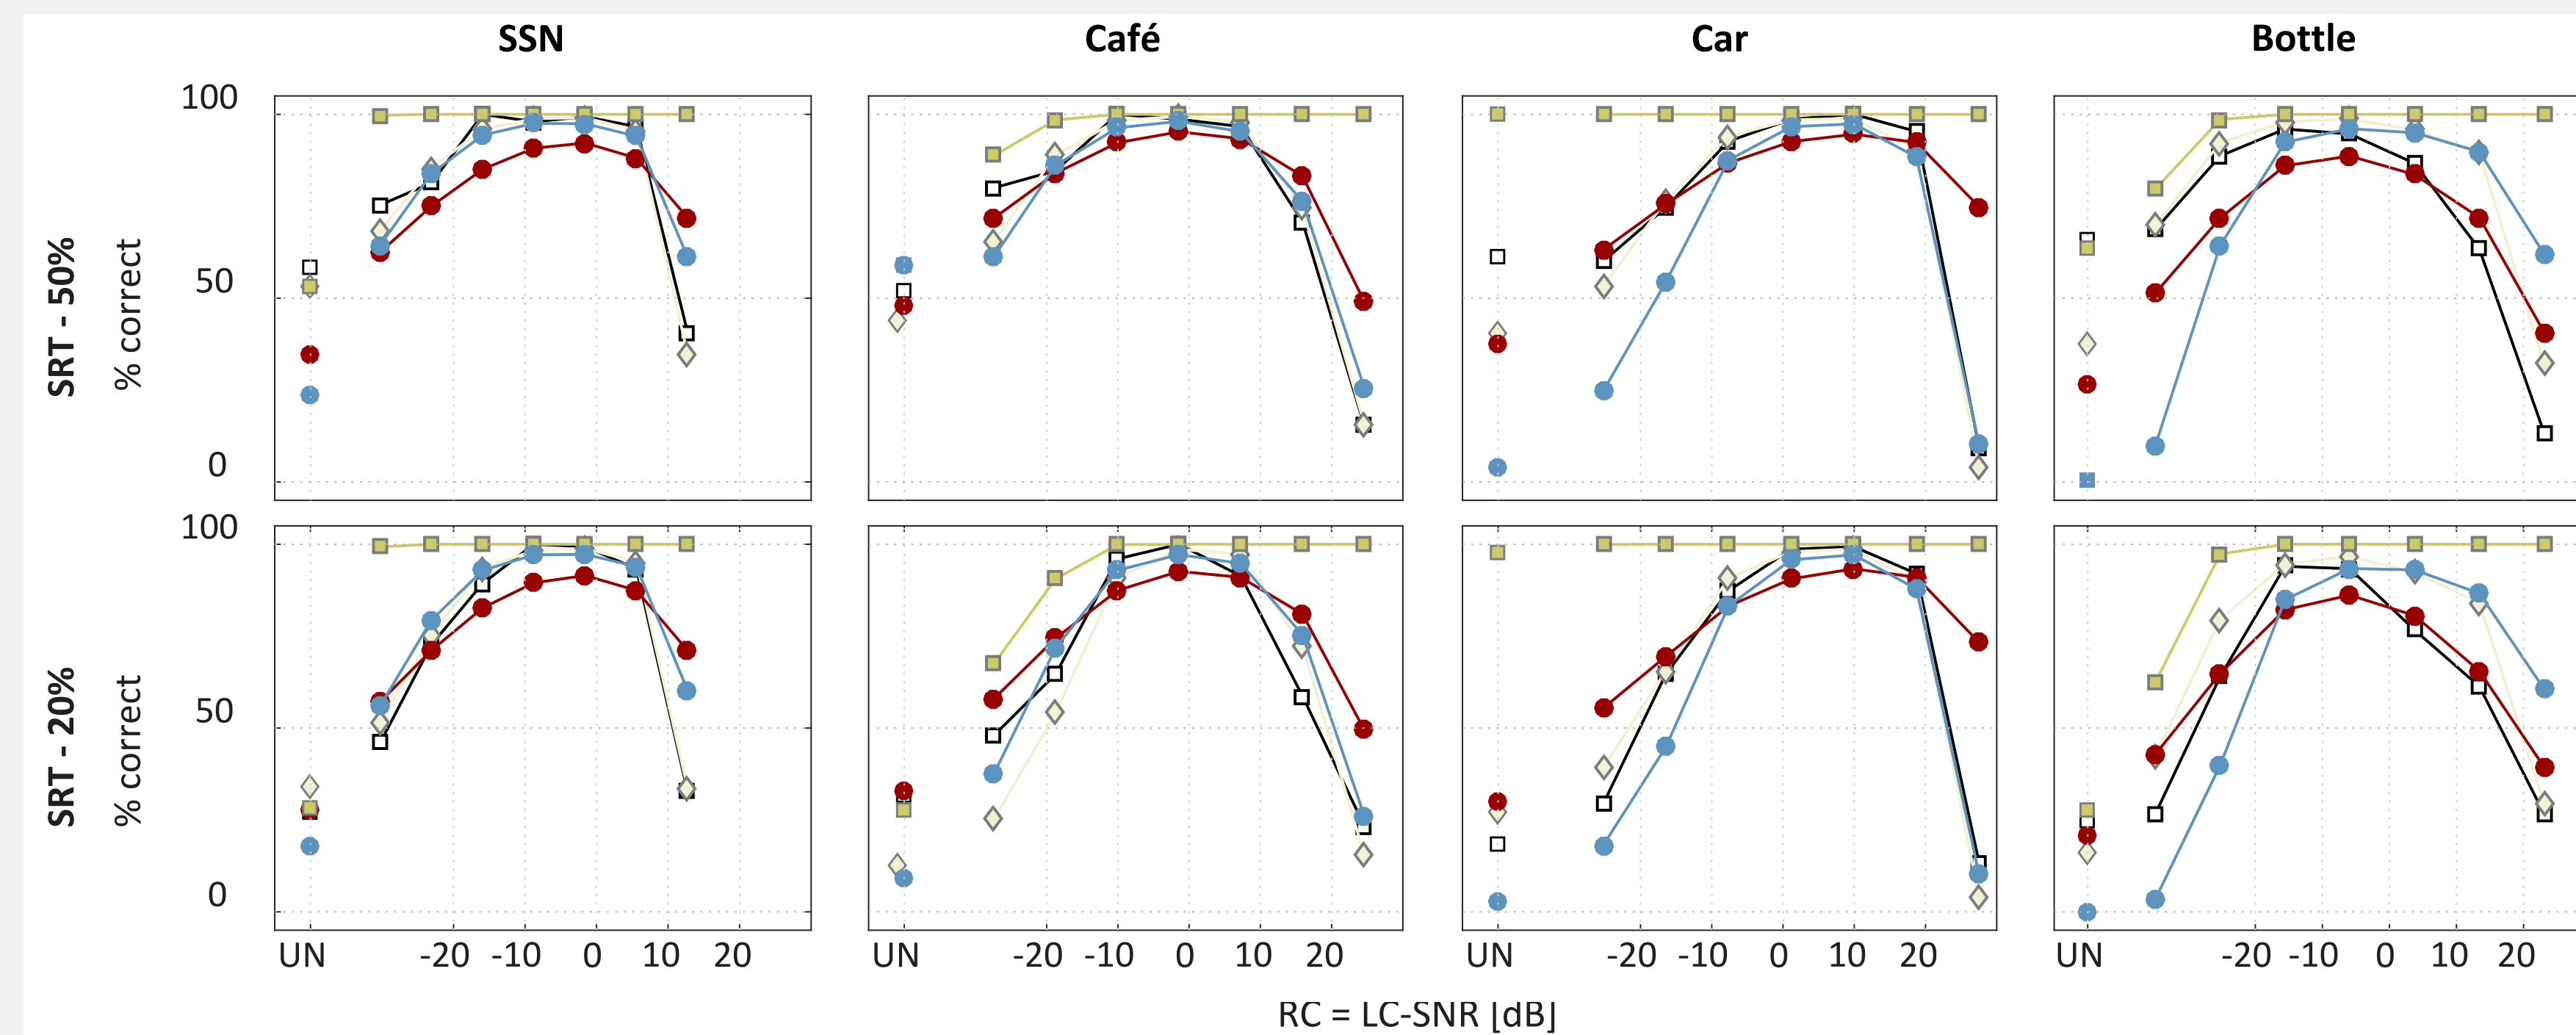 SSN Café Car Bottle
100
50
0
SRT - 50%
% correct
100
50
0
SRT - 20%
% correct
UN -20 -10 0 10 20 UN -20 -10 0 10 20 UN -20 -10 0 10 20 UN -20 -10 0 10 20
RC = LC-SNR [dB]